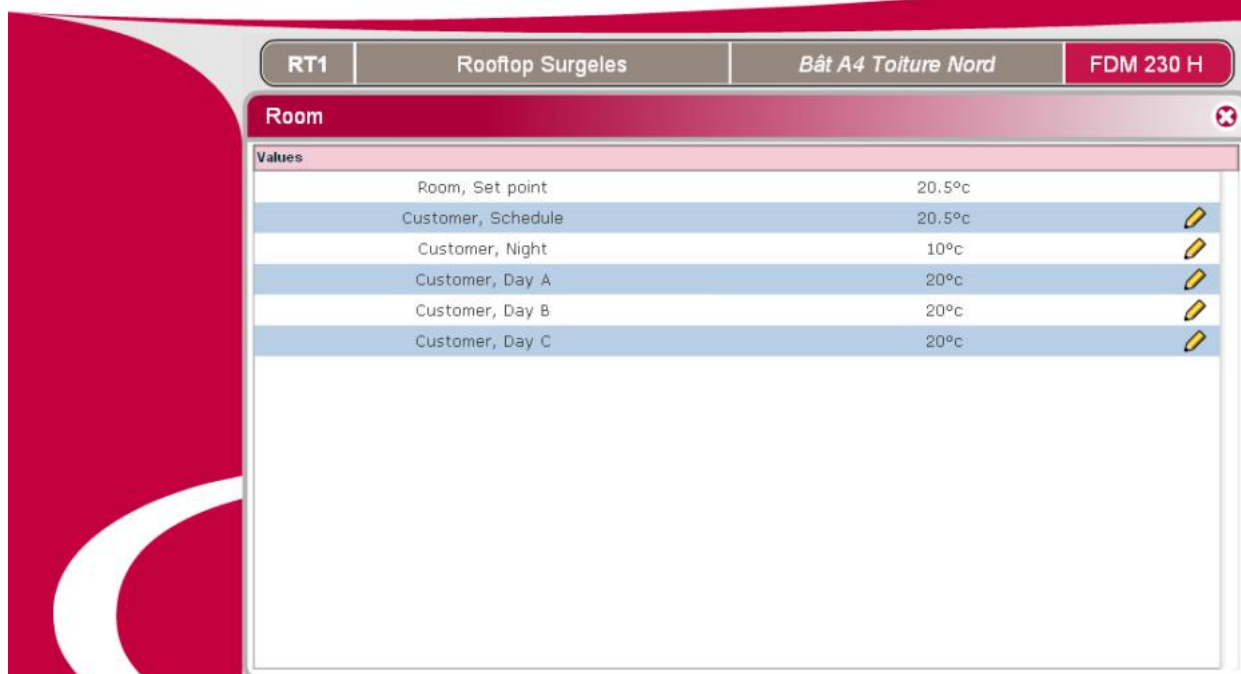 RT1 Rooftop Surgeles Bât A4 Toiture Nord FDM 230 H
Room
Values
Room, Set point 20.5°c
Customer, Schedule 20.5°c
Customer, Night 10°c
Customer, Day A 20°c
Customer, Day B 20°c
Customer, Day C 20°c